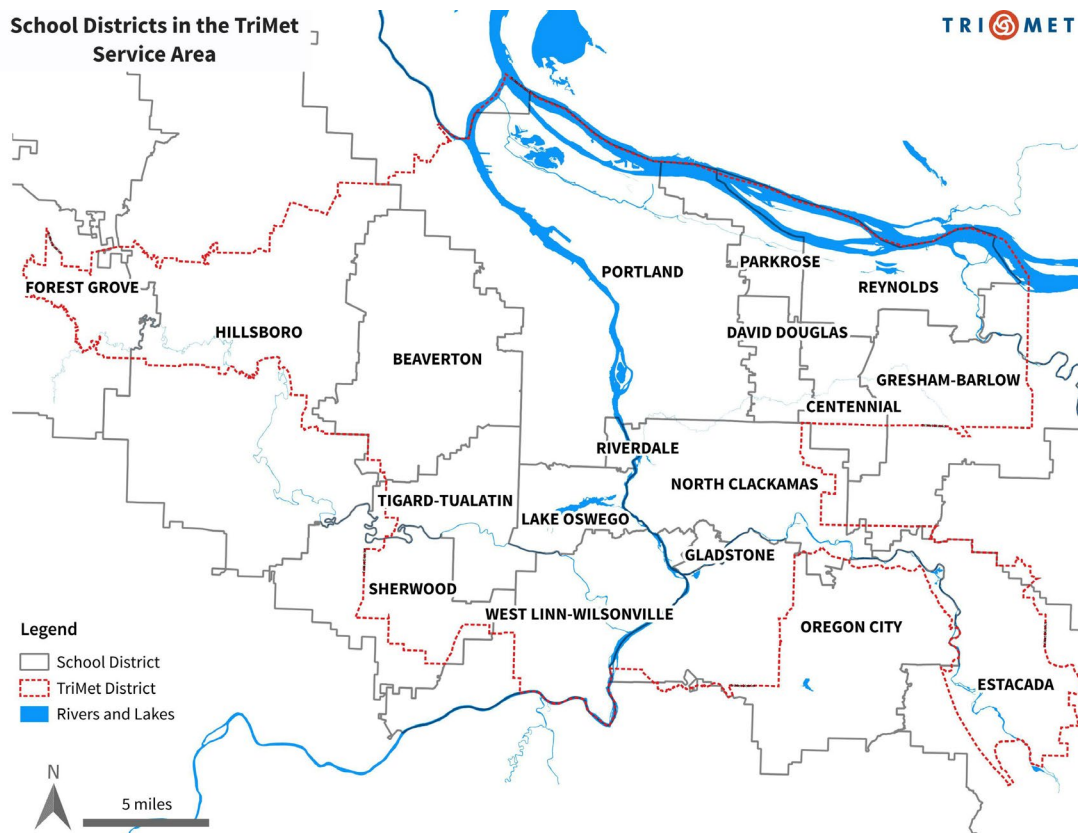 School Districts in the TriMet
Service Area
TRI MET
PORTLAND
PARKROSE
REYNOLDS
FOREST GROVE
HILLSBORO
DAVID DOUGLAS
BEAVERTON
GRESHAM-BARLOW
CENTENNIAL
RIVERDALE
NORTH CLACKAMAS
TIGARD-TUALATIN
LAKE OSWEGO
GLADSTONE
SHERWOOD
WEST LINN-WILSONVILLE
OREGON CITY
ESTACADA
Legend
School District
TriMet District
Rivers and Lakes
N
5 miles